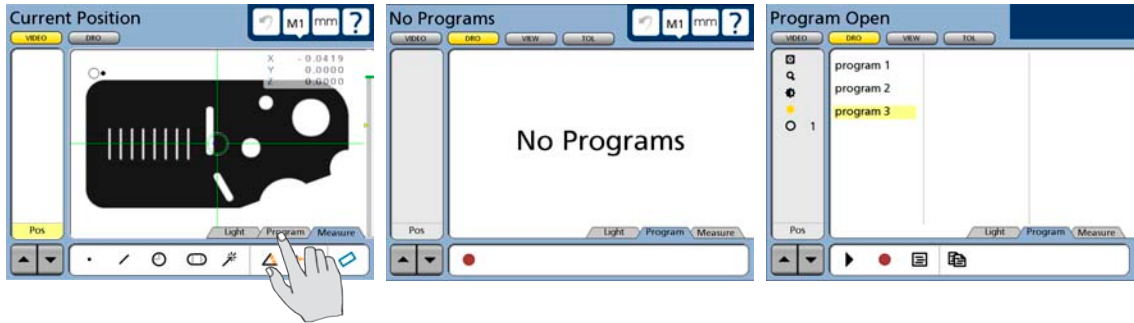 Current Position
M1 mm ?
VIDEO DRO
X - 0.0419
Y 0.0000
Z 0.0000
Pos
Light Program Measure
No Programs
M1 mm ?
VIDEO DRO VIEW TOL
No Programs
Pos
Light Program Measure
Program Open
VIDEO DRO VIEW TOL
program 1
program 2
program 3
1
Pos
Light Program Measure